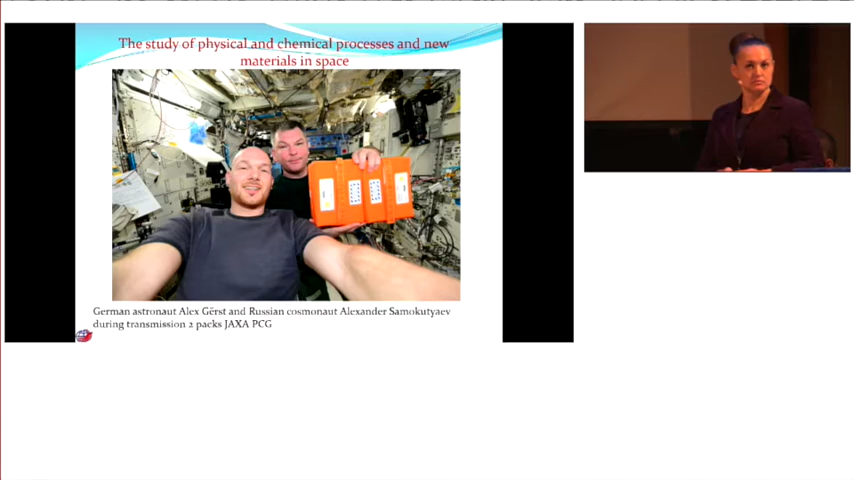 The study of physical and chemical processes and new
materials in space
German astronaut Alex Gërst and Russian cosmonaut Alexander Samokutyaev
during transmission 2 packs JAXA PCG